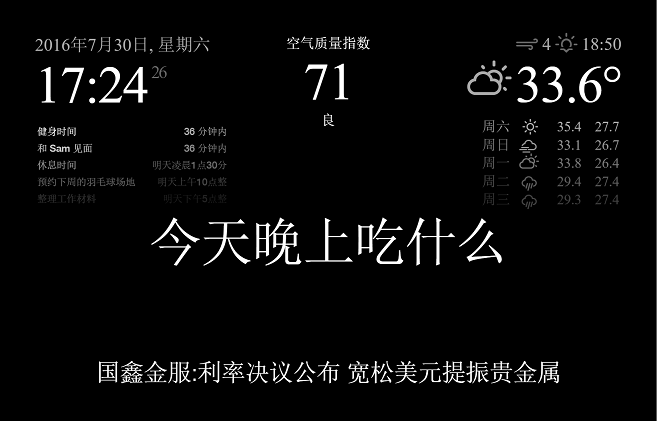 2016年7月30日, 星期六
17:24 26
健身时间 36 分钟内
和 Sam 见面 36 分钟内
休息时间 明天凌晨1点30分
预约下周的羽毛球场地 明天上午10点整
整理工作材料 明天下午5点整
空气质量指数
71
良
4 18:50
33.6°
周六 35.4 27.7
周日 33.1 26.7
周一 33.8 26.4
周二 29.4 27.4
周三 29.3 27.4
今天晚上吃什么
国鑫金服:利率决议公布 宽松美元提振贵金属